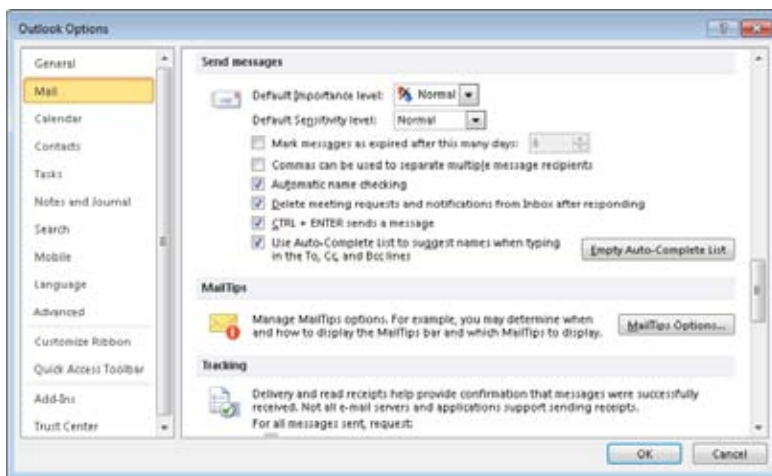 Outlook Options
General
Mail
Calendar
Contacts
Tasks
Notes and Journal
Search
Mobile
Language
Advanced
Customize Ribbon
Quick Access Toolbar
Add-Ins
Trust Center
Send messages
Default Importance level: Normal
Default Sensitivity level: Normal
Mark messages as expired after this many days:
Commas can be used to separate multiple message recipients
Automatic name checking
Delete meeting requests and notifications from Inbox after responding
CTRL + ENTER sends a message
Use Auto-Complete List to suggest names when typing
in the To, Cc, and Bcc lines
Empty Auto-Complete List
MailTips
Manage MailTips options. For example, you may determine when
and how to display the MailTips bar and which MailTips to display.
MailTips Options...
Tracking
Delivery and read receipts help provide confirmation that messages were successfully
received. Not all e-mail servers and applications support sending receipts.
For all messages sent, request:
OK
Cancel